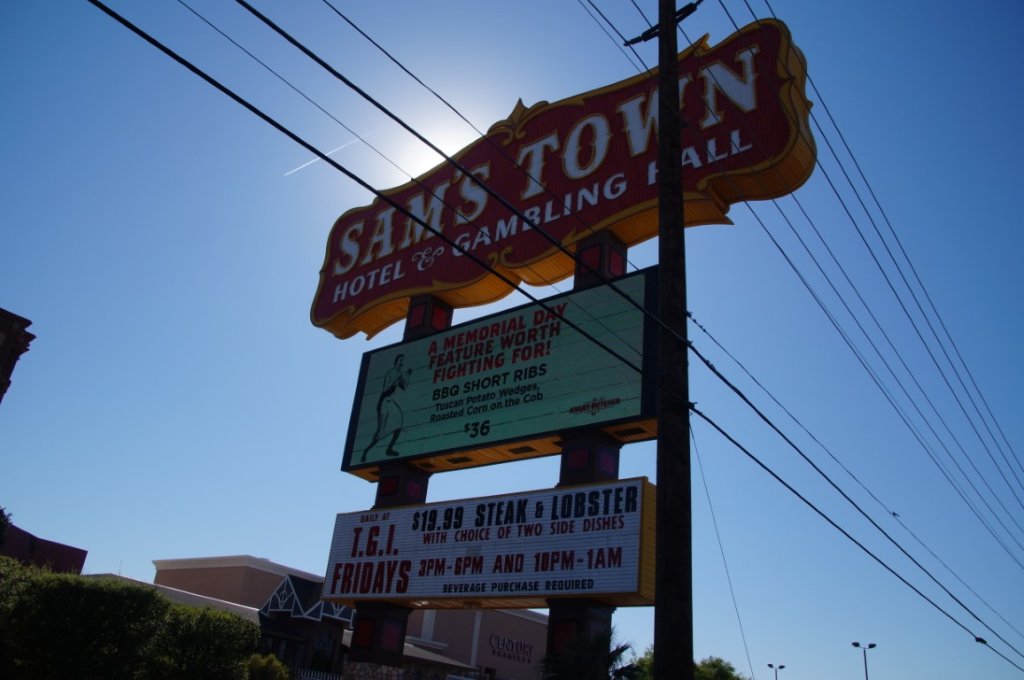 SAM'S TOWN
HOTEL & GAMBLING HALL
A MEMORIAL DAY
FEATURE WORTH
FIGHTING FOR!
BBQ SHORT RIBS
Tuscan Potato Wedges,
Roasted Corn on the Cob
$36
ANGRY BUTCHER
DAILY AT
T.G.I.
FRIDAYS
$19.99 STEAK & LOBSTER
WITH CHOICE OF TWO SIDE DISHES
3PM-6PM AND 10PM-1AM
BEVERAGE PURCHASE REQUIRED
CENTURY